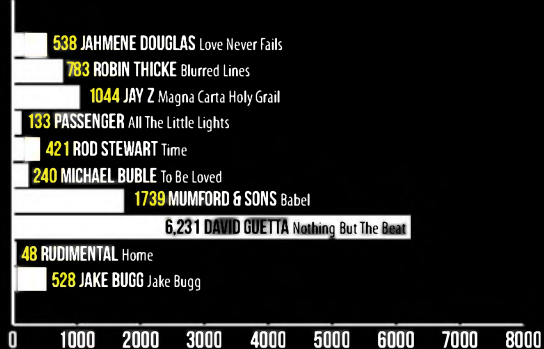 538 JAHMENE DOUGLAS Love Never Fails
783 ROBIN THICKE Blurred Lines
1044 JAY Z Magna Carta Holy Grail
133 PASSENGER All The Little Lights
421 ROD STEWART Time
240 MICHAEL BUBLE To Be Loved
1739 MUMFORD & SONS Babel
6,231 DAVID GUETTA Nothing But The Beat
48 RUDIMENTAL Home
528 JAKE BUGG Jake Bugg
0 1000 2000 3000 4000 5000 6000 7000 8000